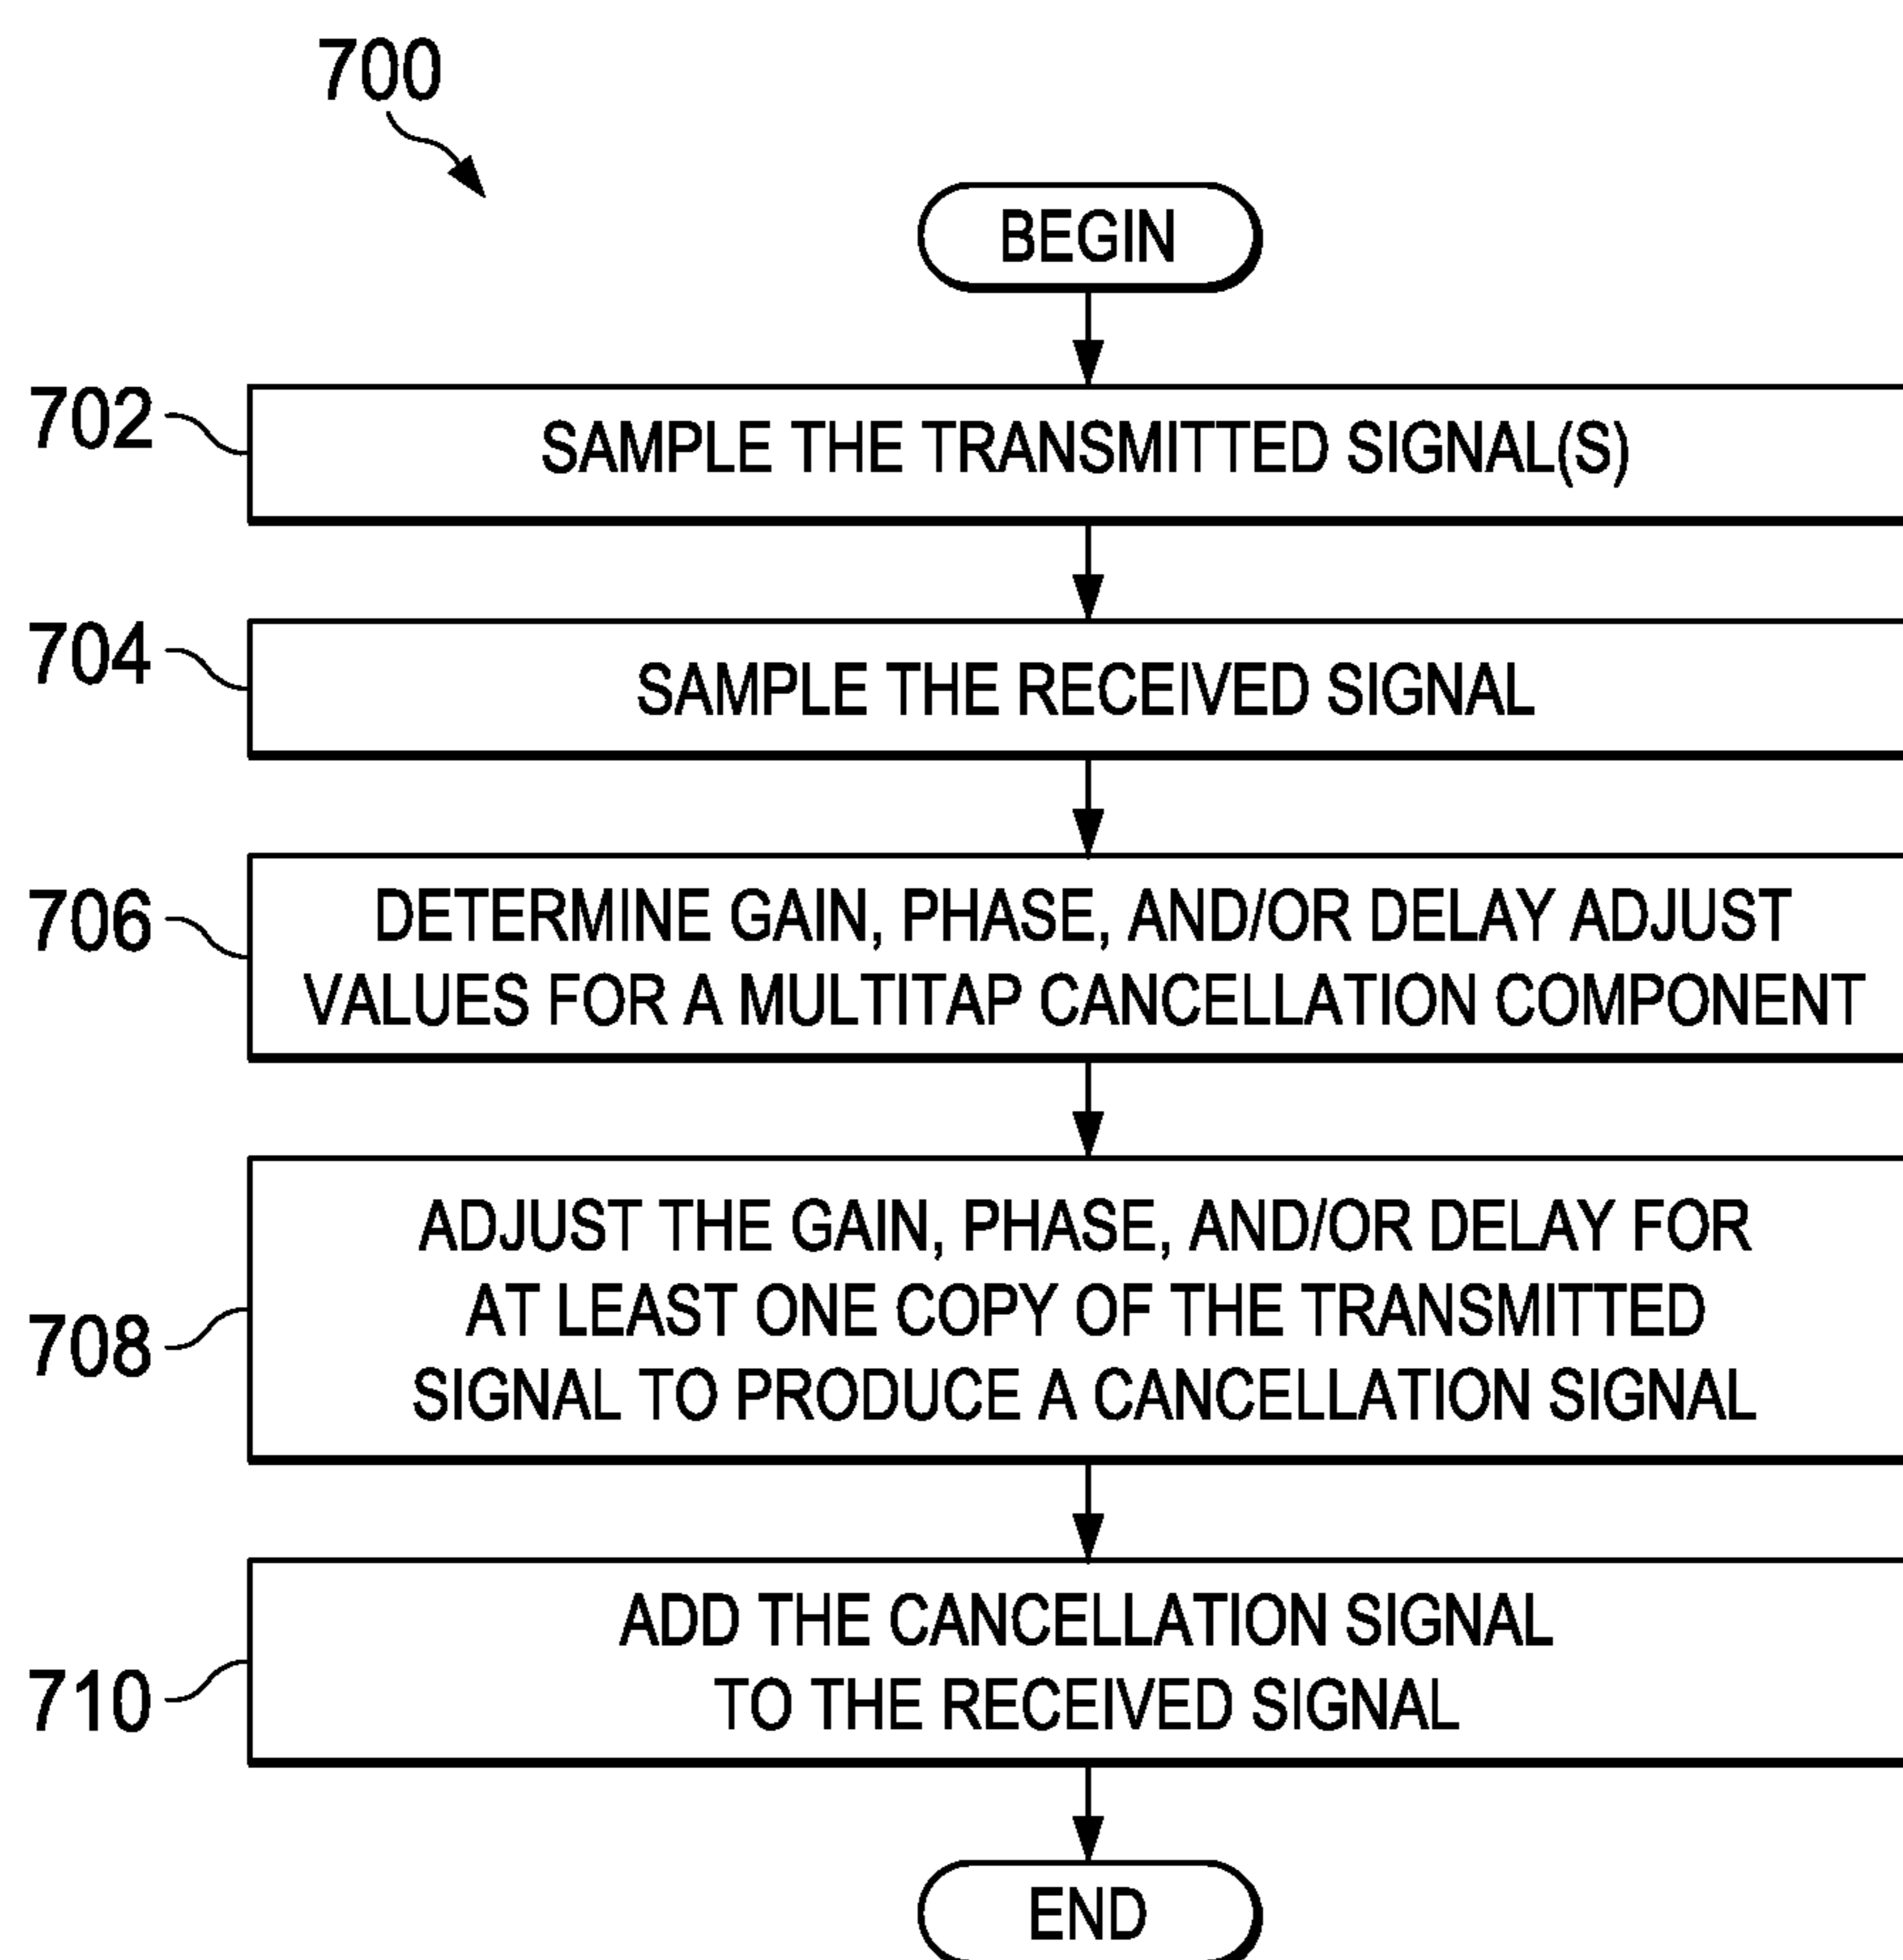 700
BEGIN
702
SAMPLE THE TRANSMITTED SIGNAL(S)
704
SAMPLE THE RECEIVED SIGNAL
706
DETERMINE GAIN, PHASE, AND/OR DELAY ADJUST
VALUES FOR A MULTITAP CANCELLATION COMPONENT
708
ADJUST THE GAIN, PHASE, AND/OR DELAY FOR
AT LEAST ONE COPY OF THE TRANSMITTED
SIGNAL TO PRODUCE A CANCELLATION SIGNAL
710
ADD THE CANCELLATION SIGNAL
TO THE RECEIVED SIGNAL
END